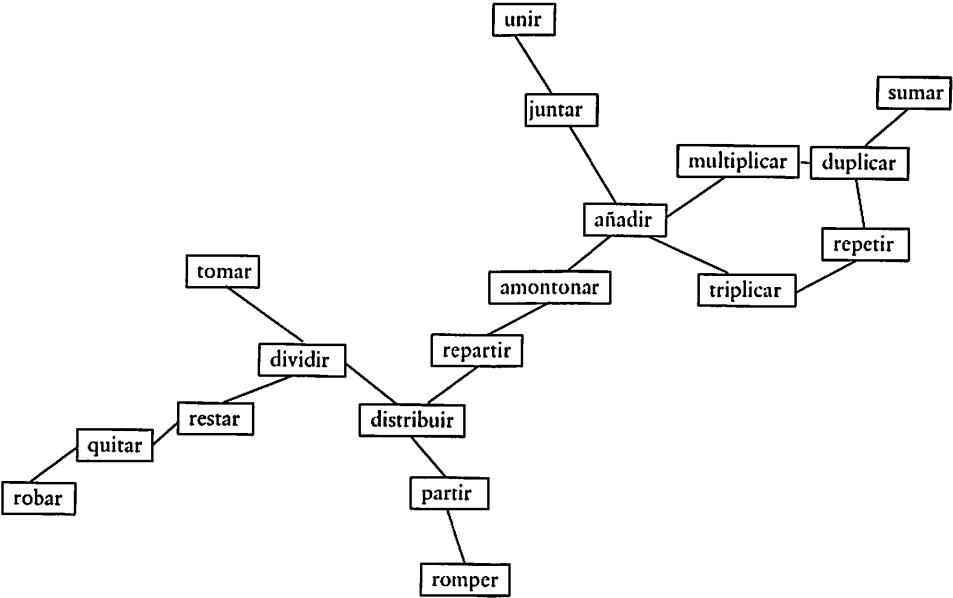 unir
sumar
juntar
multiplicar
duplicar
añadir
repetir
tomar
amontonar
triplicar
repartir
dividir
restar
distribuir
quitar
robar
partir
romper